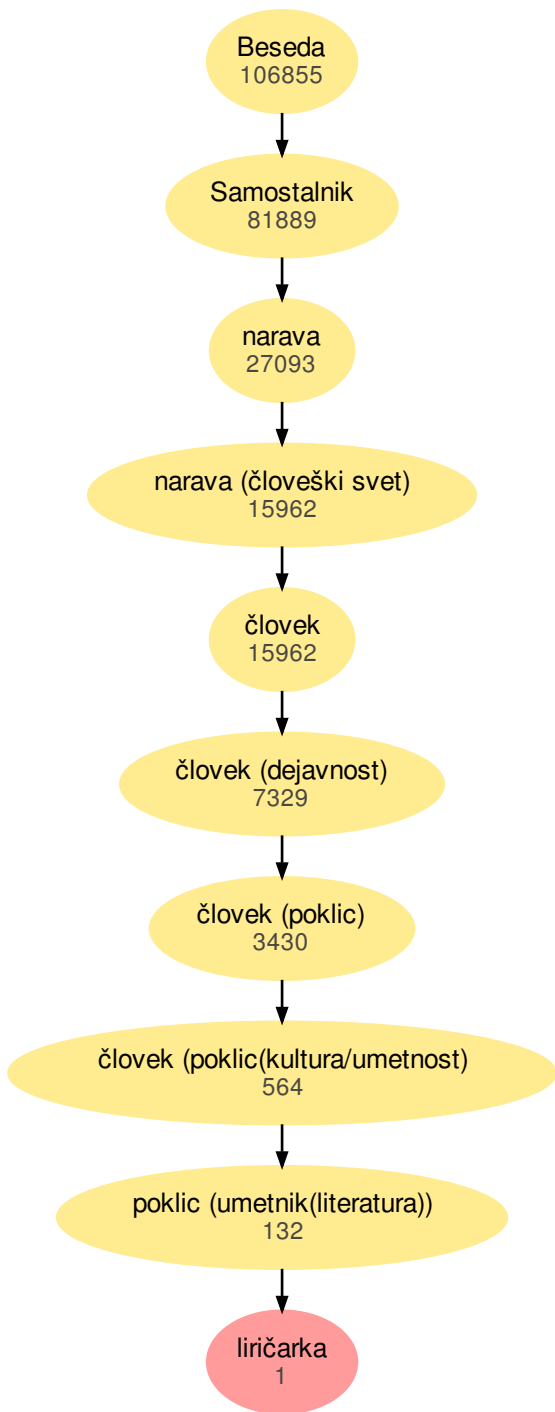 Beseda
106855
Samostalnik
81889
narava
27093
narava (človeški svet)
15962
človek
15962
človek (dejavnost)
7329
človek (poklic)
3430
človek (poklic(kultura/umetnost)
564
poklic (umetnik(literatura))
132
liričarka
1